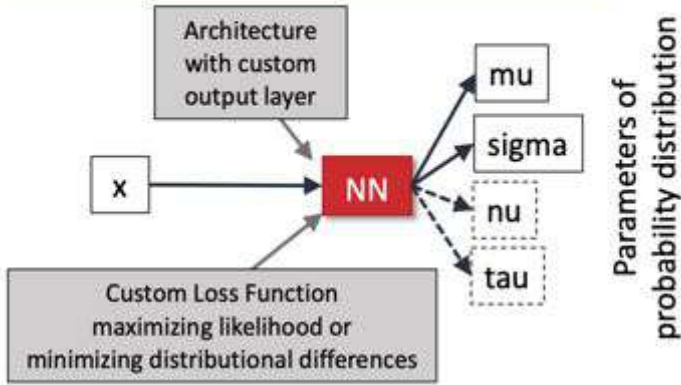 Architecture
with custom
output layer
x
NN
mu
sigma
nu
tau
Parameters of
probability distribution
Custom Loss Function
maximizing likelihood or
minimizing distributional differences